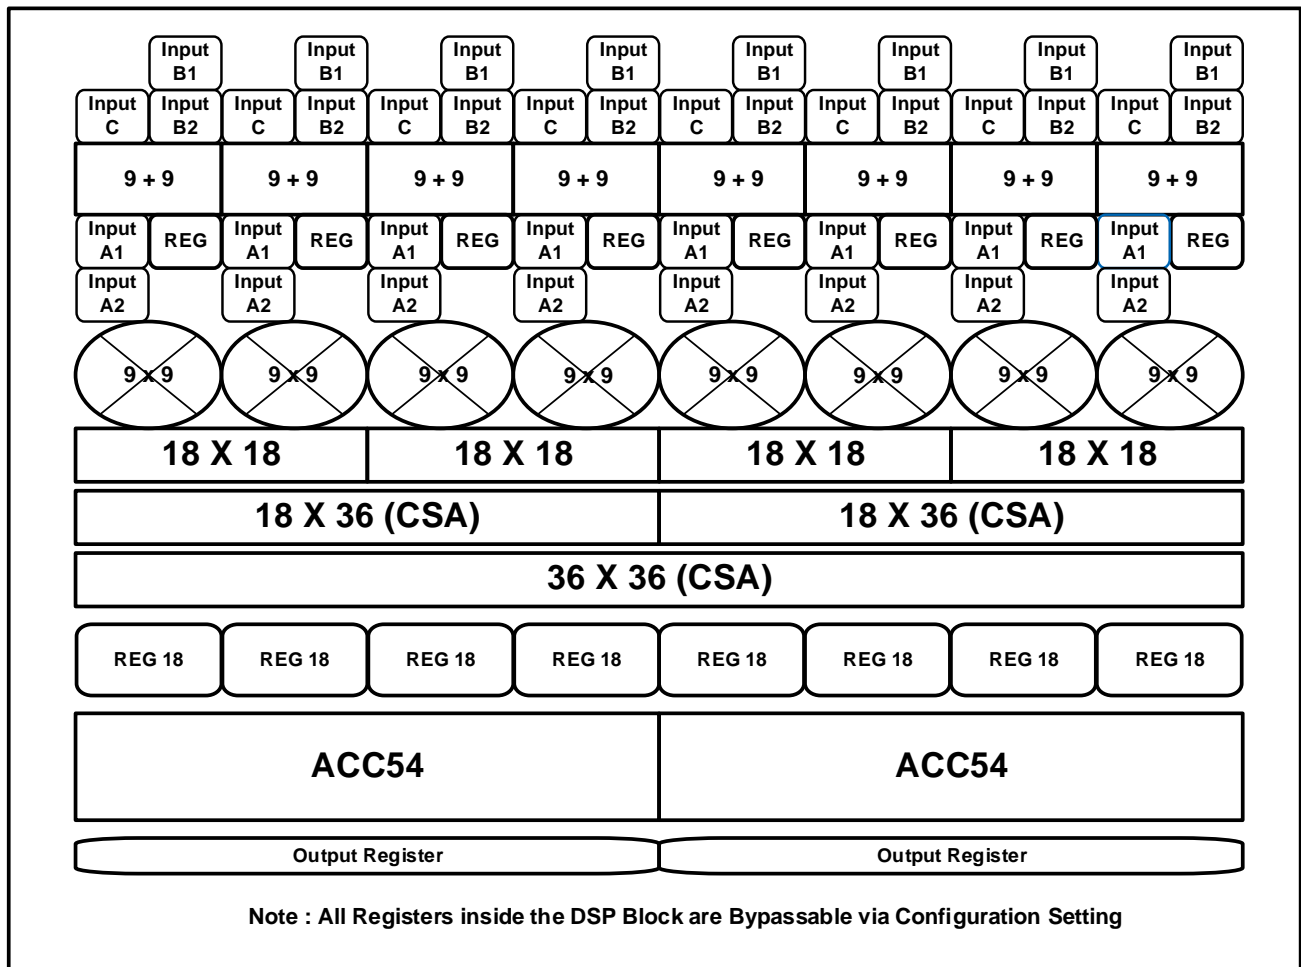 Input Input Input Input Input Input Input Input
B1 B1 B1 B1 B1 B1 B1 B1
Input Input Input Input Input Input Input Input Input Input Input Input Input Input Input Input
C B2 C B2 C B2 C B2 C B2 C B2 C B2 C B2
9 + 9 9 + 9 9 + 9 9 + 9 9 + 9 9 + 9 9 + 9 9 + 9
Input Input Input Input Input Input Input Input
A1 REG A1 REG A1 REG A1 REG A1 REG A1 REG A1 REG A1 REG
Input Input Input Input Input Input Input Input
A2 A2 A2 A2 A2 A2 A2 A2
9 x 9 9 x 9 9 x 9 9 x 9 9 x 9 9 x 9 9 x 9 9 x 9
18 X 18 18 X 18 18 X 18 18 X 18
18 X 36 (CSA) 18 X 36 (CSA)
36 X 36 (CSA)
REG 18 REG 18 REG 18 REG 18 REG 18 REG 18 REG 18 REG 18
ACC54 ACC54
Output Register Output Register
Note : All Registers inside the DSP Block are Bypassable via Configuration Setting